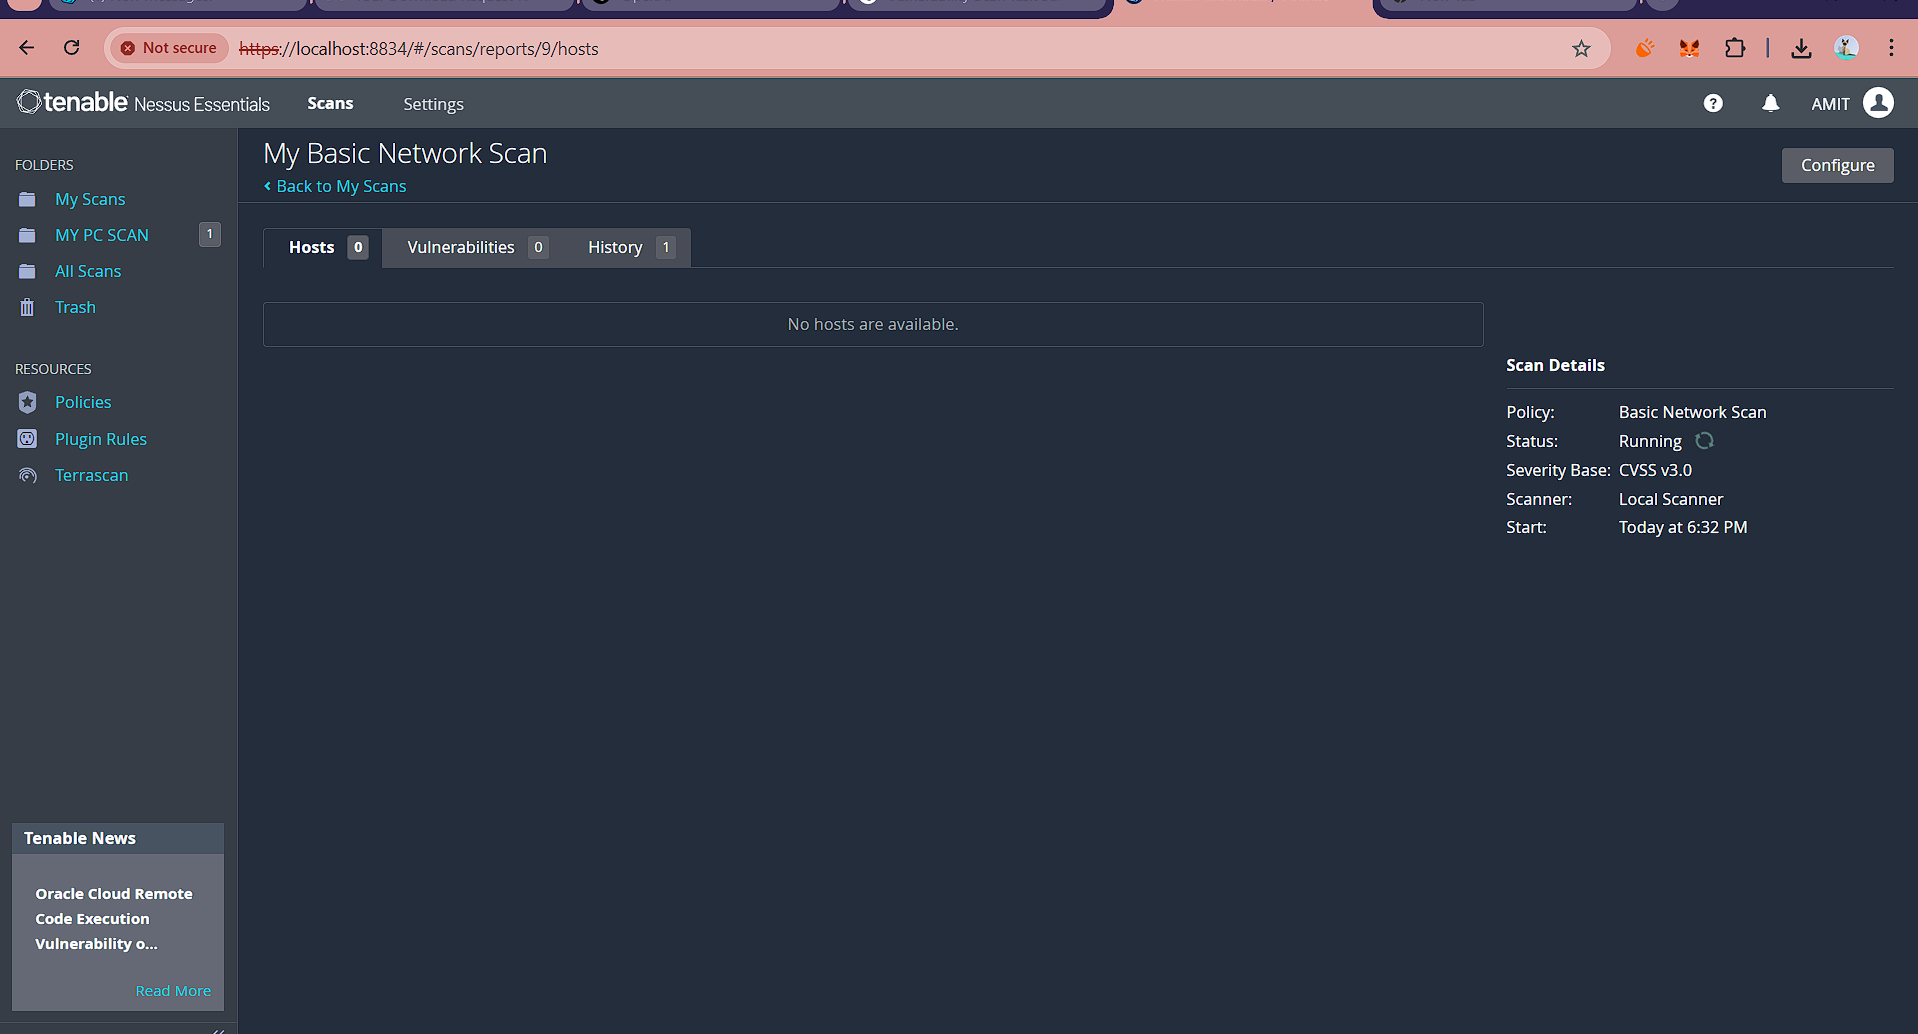 Not secure https://localhost:8834/#/scans/reports/9/hosts
tenable Nessus Essentials Scans Settings AMIT
FOLDERS
My Scans
MY PC SCAN 1
All Scans
Trash
RESOURCES
Policies
Plugin Rules
Terrascan
Tenable News
Oracle Cloud Remote
Code Execution
Vulnerability o...
Read More
My Basic Network Scan
Back to My Scans
Configure
Hosts 0 Vulnerabilities 0 History 1
No hosts are available.
Scan Details
Policy: Basic Network Scan
Status: Running
Severity Base: CVSS v3.0
Scanner: Local Scanner
Start: Today at 6:32 PM